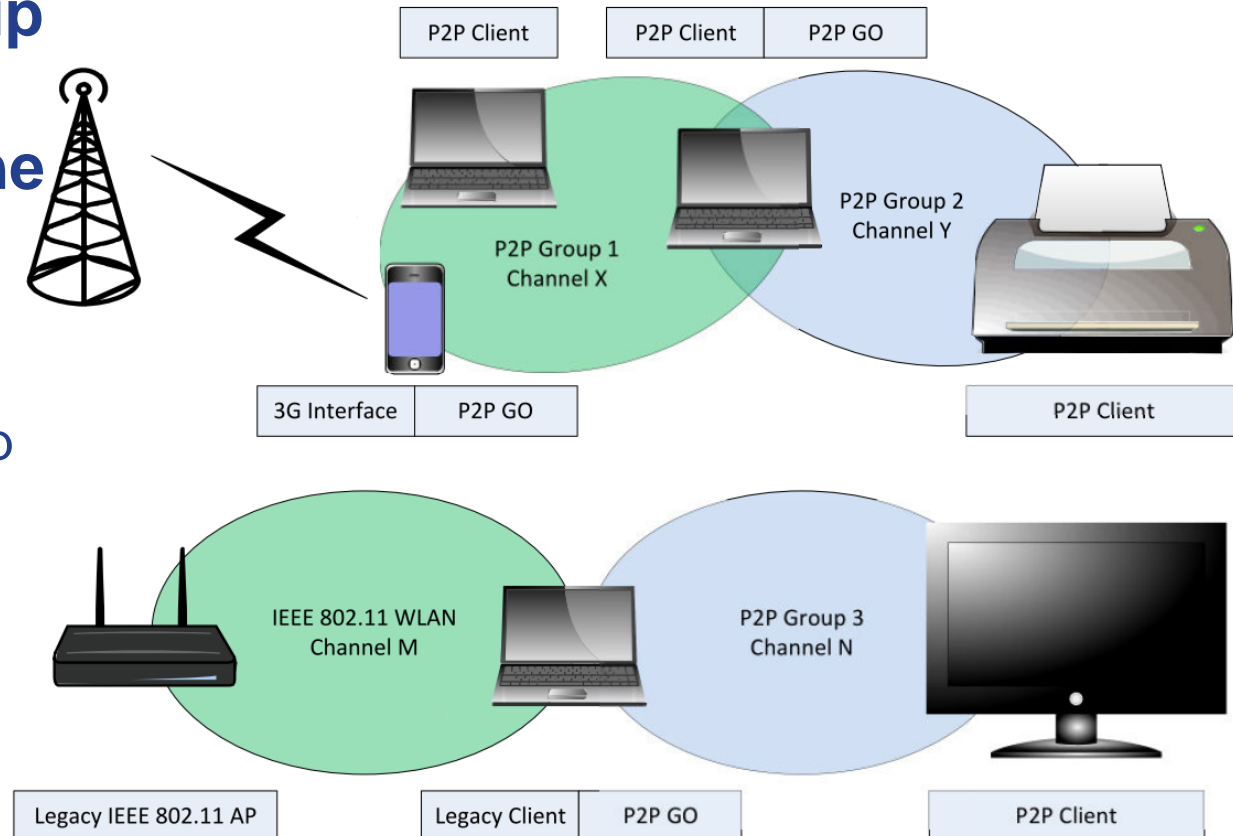 up
ne
o
P2P Client
P2P Client
P2P GO
P2P Group 1
Channel X
P2P Group 2
Channel Y
3G Interface
P2P GO
P2P Client
IEEE 802.11 WLAN
Channel M
P2P Group 3
Channel N
Legacy IEEE 802.11 AP
Legacy Client
P2P GO
P2P Client